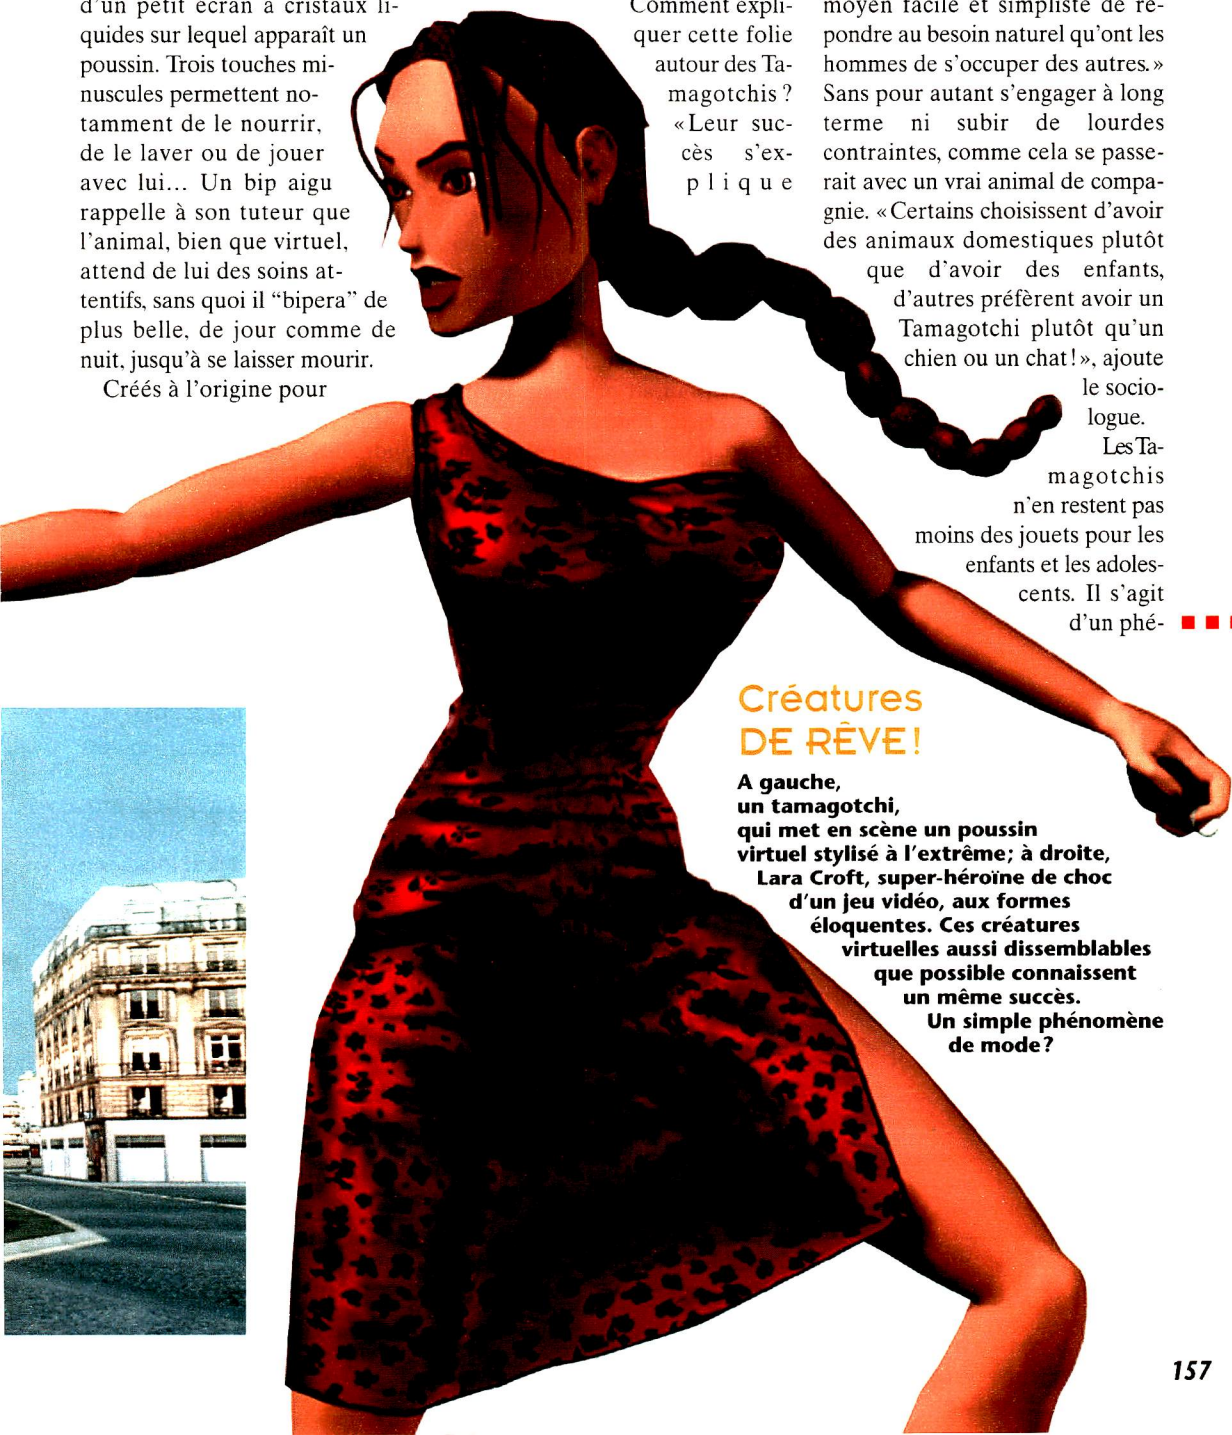 d'un petit écran à cristaux li-
quides sur lequel apparaît un
poussin. Trois touches mi-
nuscules permettent no-
tamment de le nourrir,
de le laver ou de jouer
avec lui... Un bip aigu
rappelle à son tuteur que
l'animal, bien que virtuel,
attend de lui des soins at-
tentifs, sans quoi il “bipera” de
plus belle, de jour comme de
nuit, jusqu'à se laisser mourir.
Créés à l'origine pour
Comment expli-
quer cette folie
autour des Ta-
magotchis ?
« Leur suc-
cès s'ex-
plique
moyen facile et simpliste de ré-
pondre au besoin naturel qu'ont les
hommes de s'occuper des autres. »
Sans pour autant s'engager à long
terme ni subir de lourdes
contraintes, comme cela se passe-
rait avec un vrai animal de compa-
gnie. « Certains choisissent d'avoir
des animaux domestiques plutôt
que d'avoir des enfants,
d'autres préfèrent avoir un
Tamagotchi plutôt qu'un
chien ou un chat ! », ajoute
le socio-
logue.
Les Ta-
magotchis
n'en restent pas
moins des jouets pour les
enfants et les adoles-
cents. Il s'agit
d'un phé-
Créatures
DE RÊVE !
A gauche,
un tamagotchi,
qui met en scène un poussin
virtuel stylisé à l'extrême; à droite,
Lara Croft, super-héroïne de choc
d'un jeu vidéo, aux formes
éloquentes. Ces créatures
virtuelles aussi dissemblables
que possible connaissent
un même succès.
Un simple phénomène
de mode ?
157